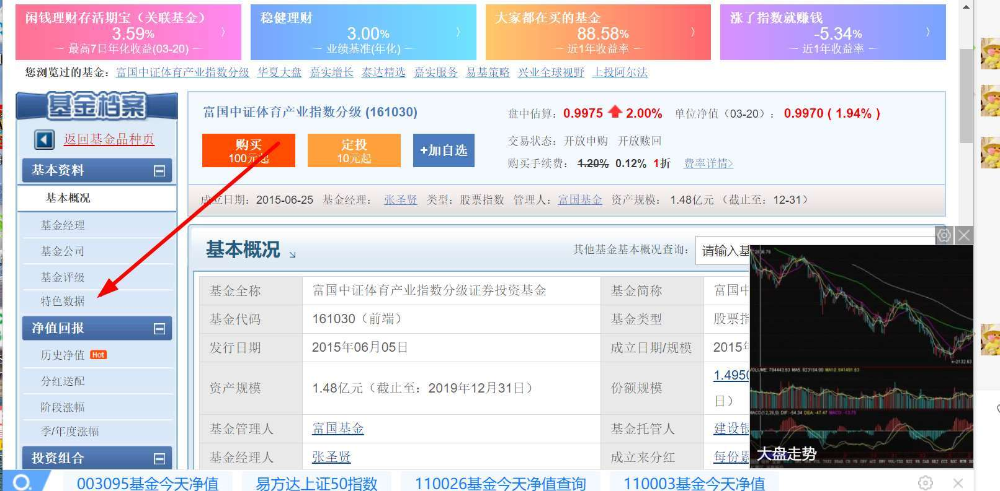 闲钱理财存活期宝（关联基金）
3.59%
最高7日年化收益(03-20)
稳健理财
3.00%
业绩基准(年化)
大家都在买的基金
88.58%
近1年收益率
涨了指数就赚钱
-5.34%
近1年收益率
您浏览过的基金： 富国中证体育产业指数分级 华夏大盘 嘉实增长 泰达精选 嘉实服务 易基策略 兴业全球视野 上投阿尔法
基金档案
返回基金品种页
基本资料
基本概况
基金经理
基金公司
基金评级
特色数据
净值回报
历史净值 Hot
分红送配
阶段涨幅
季/年度涨幅
投资组合
富国中证体育产业指数分级 (161030)
购买
100元起
定投
10元起
+加自选
盘中估算：0.9975 2.00% 单位净值（03-20）：0.9970 ( 1.94% )
交易状态：开放申购 开放赎回
购买手续费：1.20% 0.12% 1折 费率详情>
成立日期：2015-06-25 基金经理：张圣贤 类型：股票指数 管理人：富国基金 资产规模：1.48亿元 （截止至：12-31）
基本概况
其他基金基本概况查询： 请输入基
基金全称 富国中证体育产业指数分级证券投资基金 基金简称 富国中
基金代码 161030（前端） 基金类型 股票指
发行日期 2015年06月05日 成立日期/规模 2015年
资产规模 1.48亿元（截止至：2019年12月31日） 份额规模 1.4950
日）
基金管理人 富国基金 基金托管人 建设银
基金经理人 张圣贤 成立来分红 每份累
←2132.63
VOLUME: 794443.63 MA5: 823184.00 MA10: 841491.63
MACD(12,26,9) DIF: -54.34 DEA: -47.47 MACD: -13.75
大盘走势
003095基金今天净值 易方达上证50指数 110026基金今天净值查询 110003基金今天净值